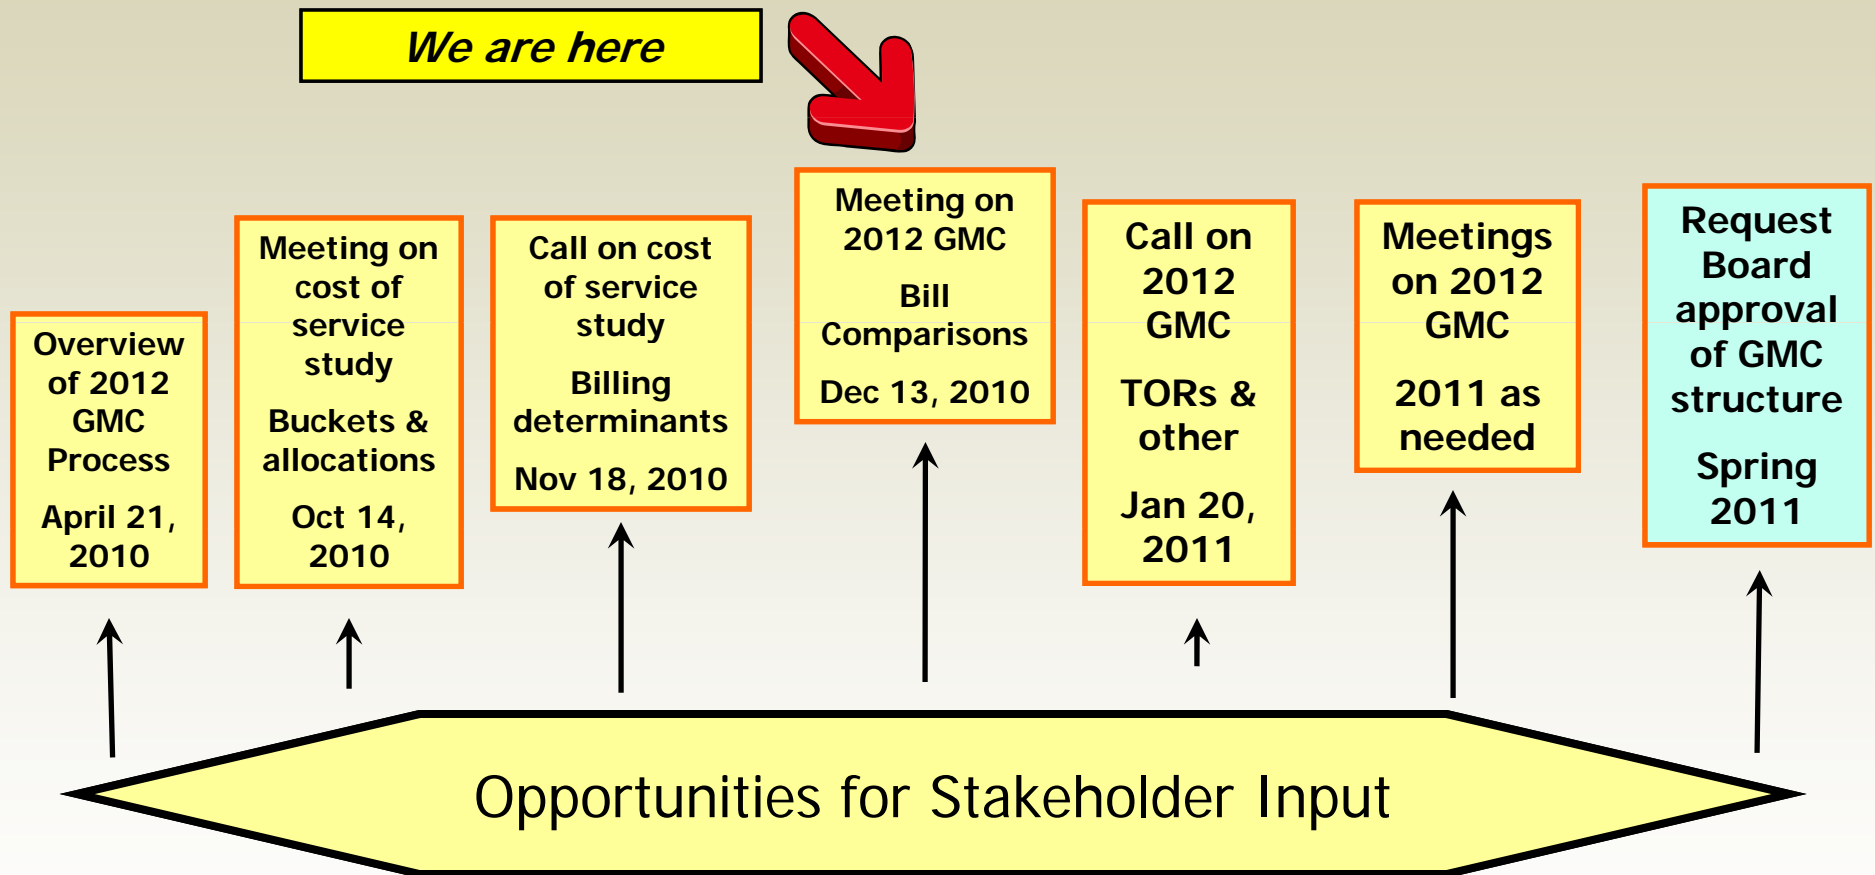 We are here
Overview
of 2012
GMC
Process
April 21,
2010
Meeting on
cost of
service
study
Buckets &
allocations
Oct 14,
2010
Call on cost
of service
study
Billing
determinants
Nov 18, 2010
Meeting on
2012 GMC
Bill
Comparisons
Dec 13, 2010
Call on
2012
GMC
TORs &
other
Jan 20,
2011
Meetings
on 2012
GMC
2011 as
needed
Request
Board
approval
of GMC
structure
Spring
2011
Opportunities for Stakeholder Input